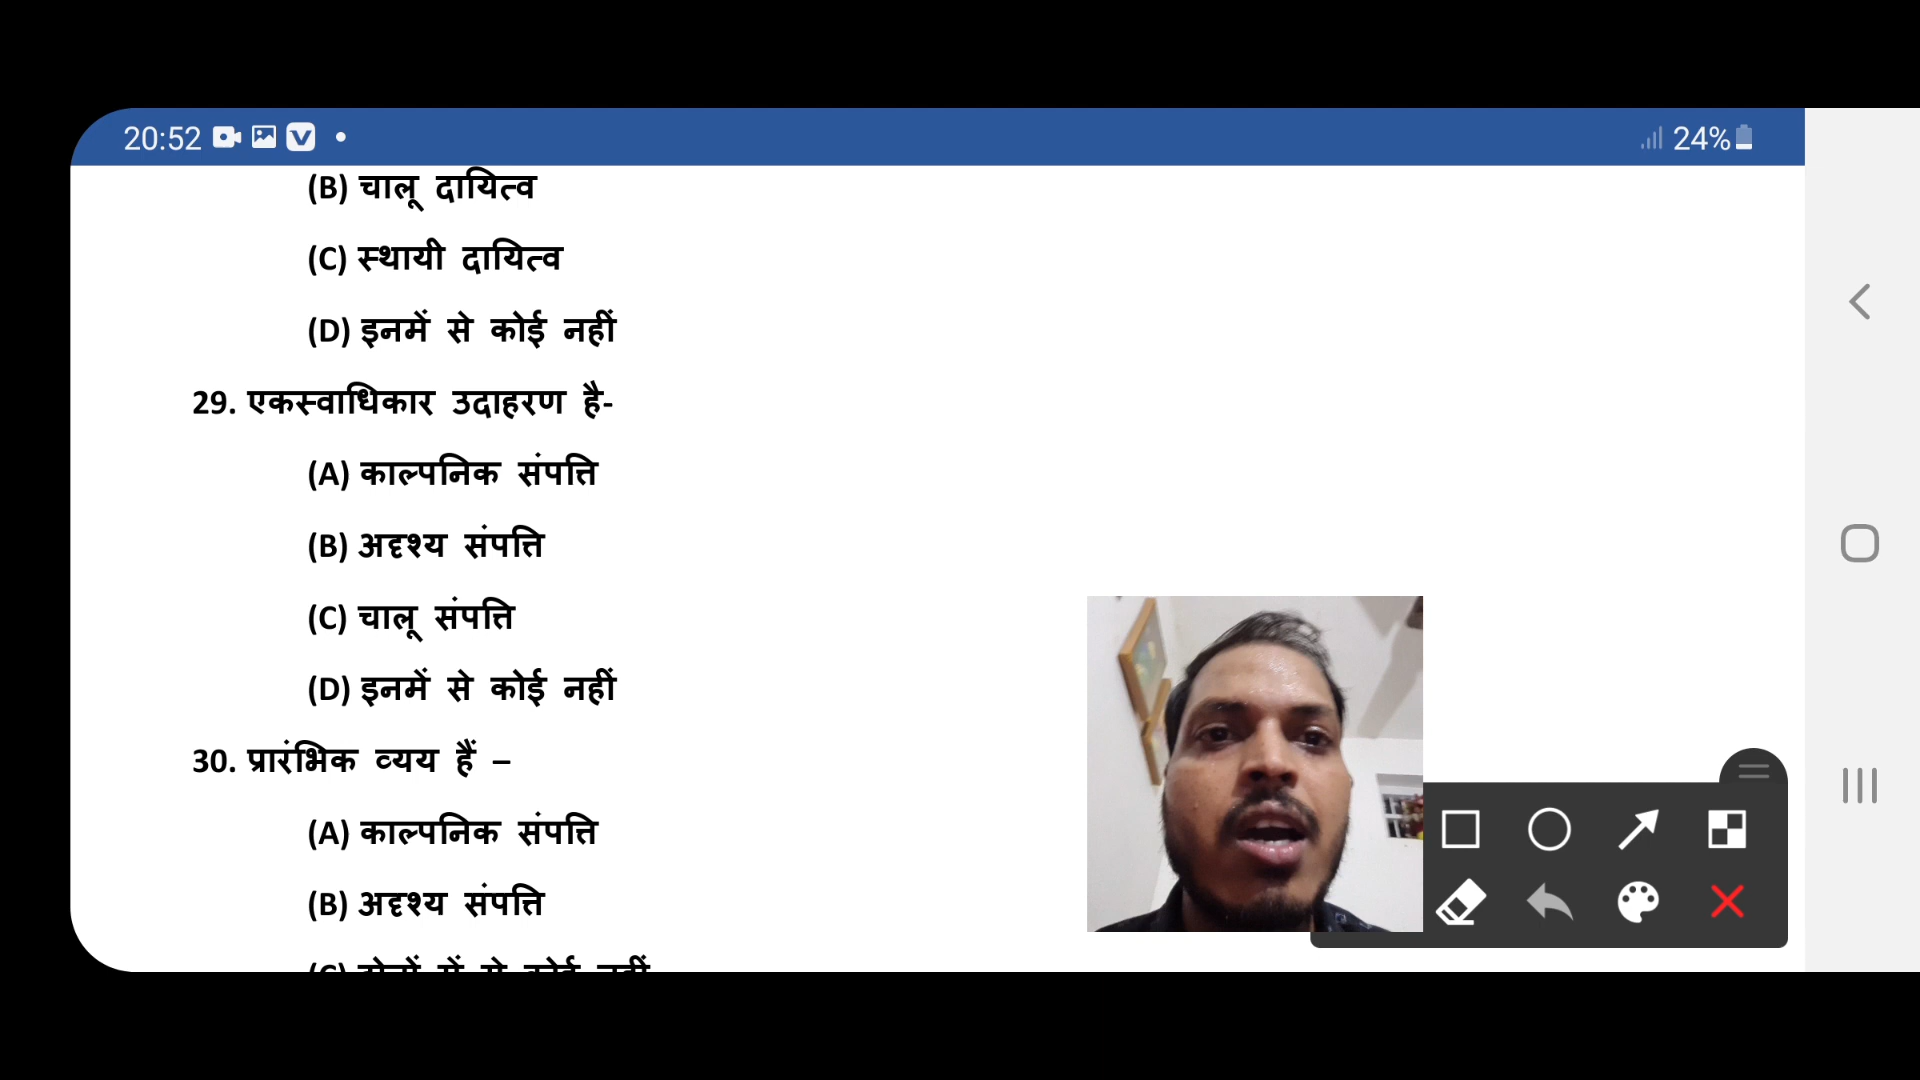 20:52 24%
(B) चालू दायित्व
(C) स्थायी दायित्व
(D) इनमें से कोई नहीं
29. एकस्वाधिकार उदाहरण है-
(A) काल्पनिक संपत्ति
(B) अदृश्य संपत्ति
(C) चालू संपत्ति
(D) इनमें से कोई नहीं
30. प्रारंभिक व्यय हैं –
(A) काल्पनिक संपत्ति
(B) अदृश्य संपत्ति